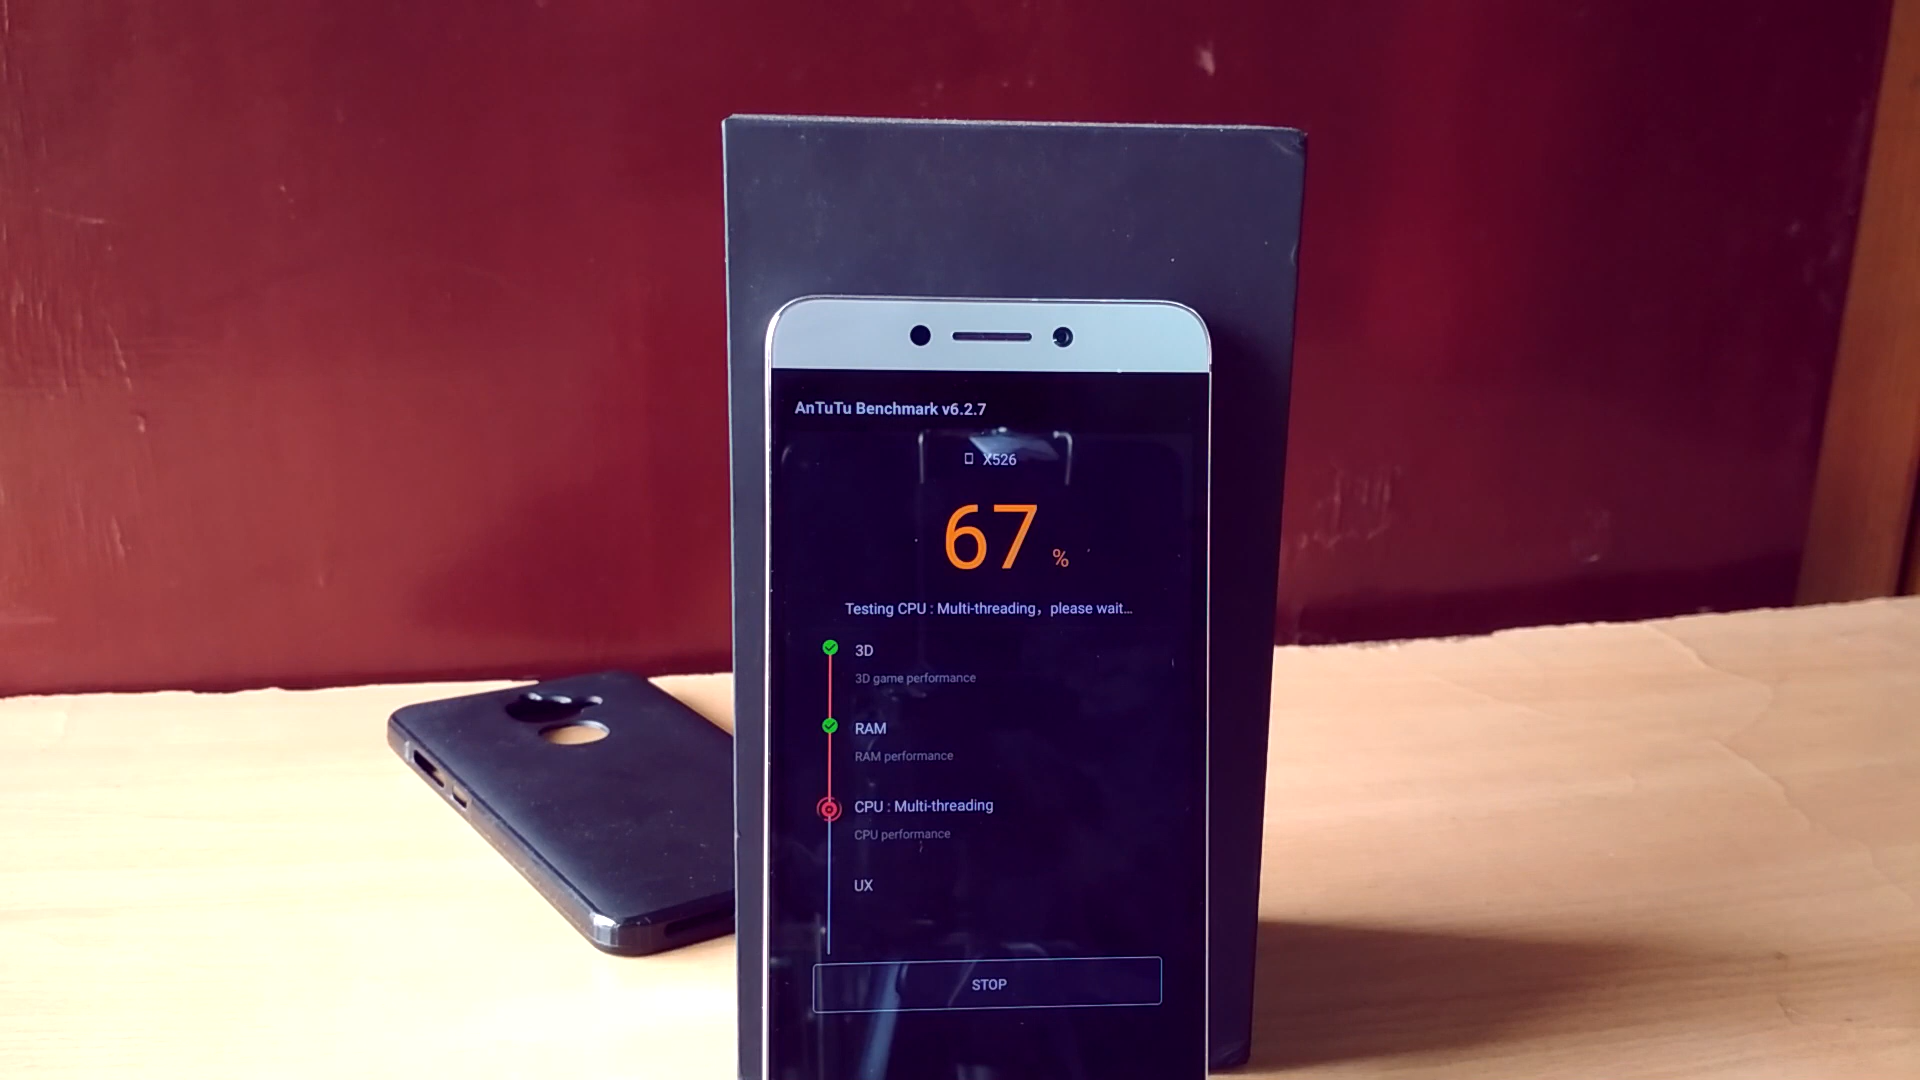 AnTuTu Benchmark v6.2.7
X526
67 %
Testing CPU : Multi-threading, please wait...
3D
3D game performance
RAM
RAM performance
CPU : Multi-threading
CPU performance
UX
STOP